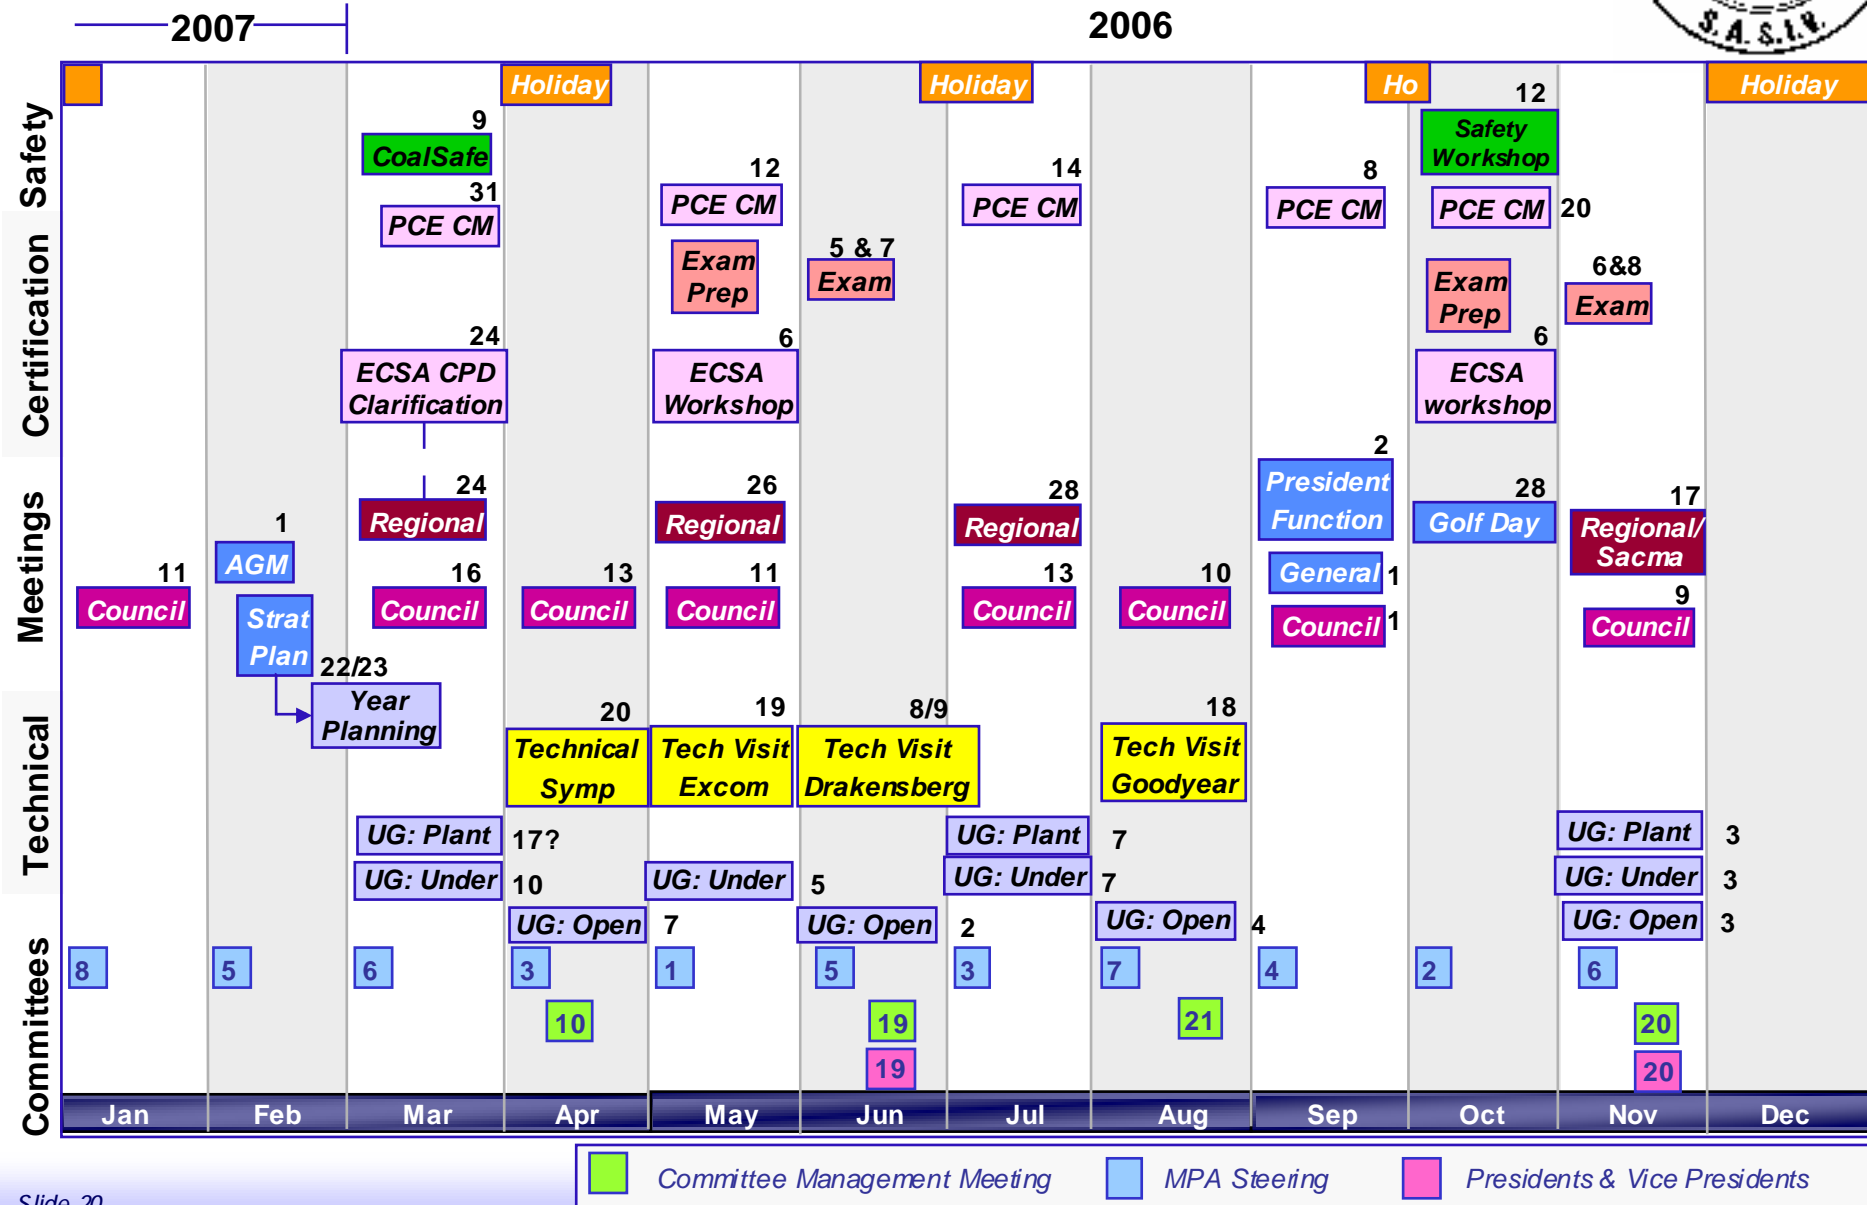 2007
2006
S.A.S.I.W.
Holiday
Holiday
Ho
Holiday
Safety
9
CoalSafe
12
Safety
Workshop
31
PCE CM
12
PCE CM
14
PCE CM
8
PCE CM
PCE CM
20
Certification
Exam
Prep
5 & 7
Exam
Exam
Prep
6&8
Exam
24
ECSA CPD
Clarification
6
ECSA
Workshop
6
ECSA
workshop
Meetings
2
President
Function
24
Regional
26
Regional
28
Regional
28
Golf Day
17
Regional/
Sacma
1
AGM
General
1
11
Council
16
Council
13
Council
11
Council
13
Council
10
Council
Council
1
9
Council
Strat
Plan
22/23
Year
Planning
Technical
20
Technical
Symp
19
Tech Visit
Excom
8/9
Tech Visit
Drakensberg
18
Tech Visit
Goodyear
UG: Plant
17?
UG: Plant
7
UG: Plant
3
UG: Under
10
UG: Under
5
UG: Under
7
UG: Under
3
UG: Open
7
UG: Open
2
UG: Open
4
UG: Open
3
Committees
8
5
6
3
1
5
3
7
4
2
6
10
19
21
20
19
20
Jan
Feb
Mar
Apr
May
Jun
Jul
Aug
Sep
Oct
Nov
Dec
Committee Management Meeting
MPA Steering
Presidents & Vice Presidents
Slide 20